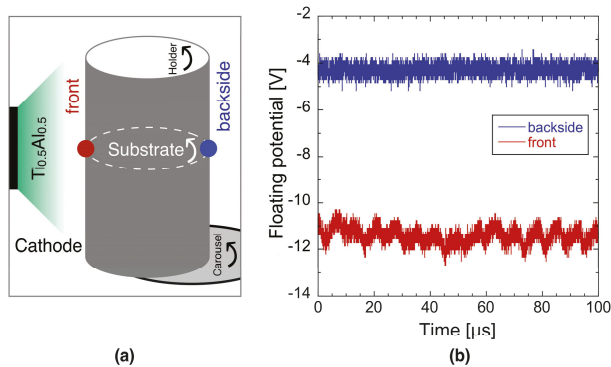 Ti0.5Al0.5
front
backside
Holder
Substrate
Cathode
Carousel
(a)
Floating potential [V]
-2
-4
-6
-8
-10
-12
-14
backside
front
0
20
40
60
80
100
Time [µs]
(b)